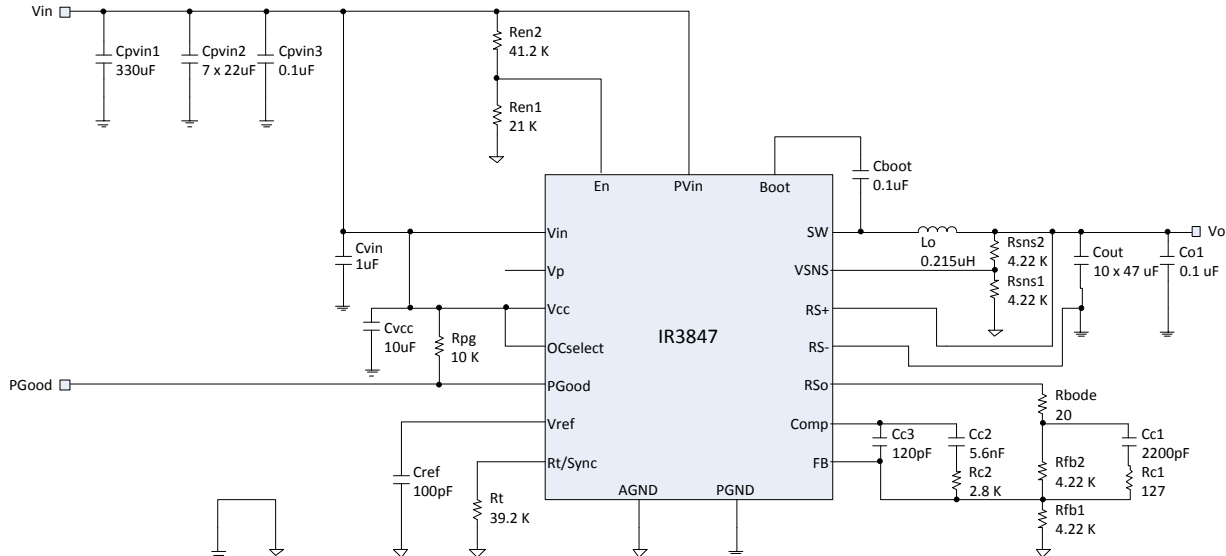 Vin
Cpvin1
330uF
Cpvin2
7 x 22uF
Cpvin3
0.1uF
Ren2
41.2 K
Ren1
21 K
Cboot
0.1uF
En
PVin
Boot
Vin
Vp
Vcc
OCselect
PGood
Vref
Rt/Sync
AGND
PGND
IR3847
SW
VSNS
RS+
RS-
RSo
Comp
FB
Cvin
1uF
Cvcc
10uF
Rpg
10 K
PGood
Cref
100pF
Rt
39.2 K
Lo
0.215uH
Rsns2
4.22 K
Rsns1
4.22 K
Cout
10 x 47 uF
Co1
0.1 uF
Vo
Rbode
20
Cc3
120pF
Cc2
5.6nF
Rc2
2.8 K
Rfb2
4.22 K
Cc1
2200pF
Rc1
127
Rfb1
4.22 K